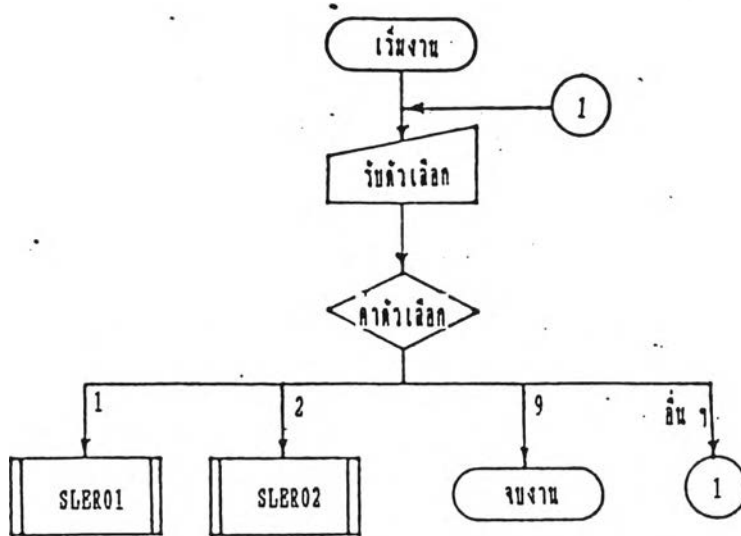 เริ่มงาน
1
รับตัวเลือก
ค่าตัวเลือก
1
2
9
อื่น ๆ
SLER01
SLER02
จบงาน
1